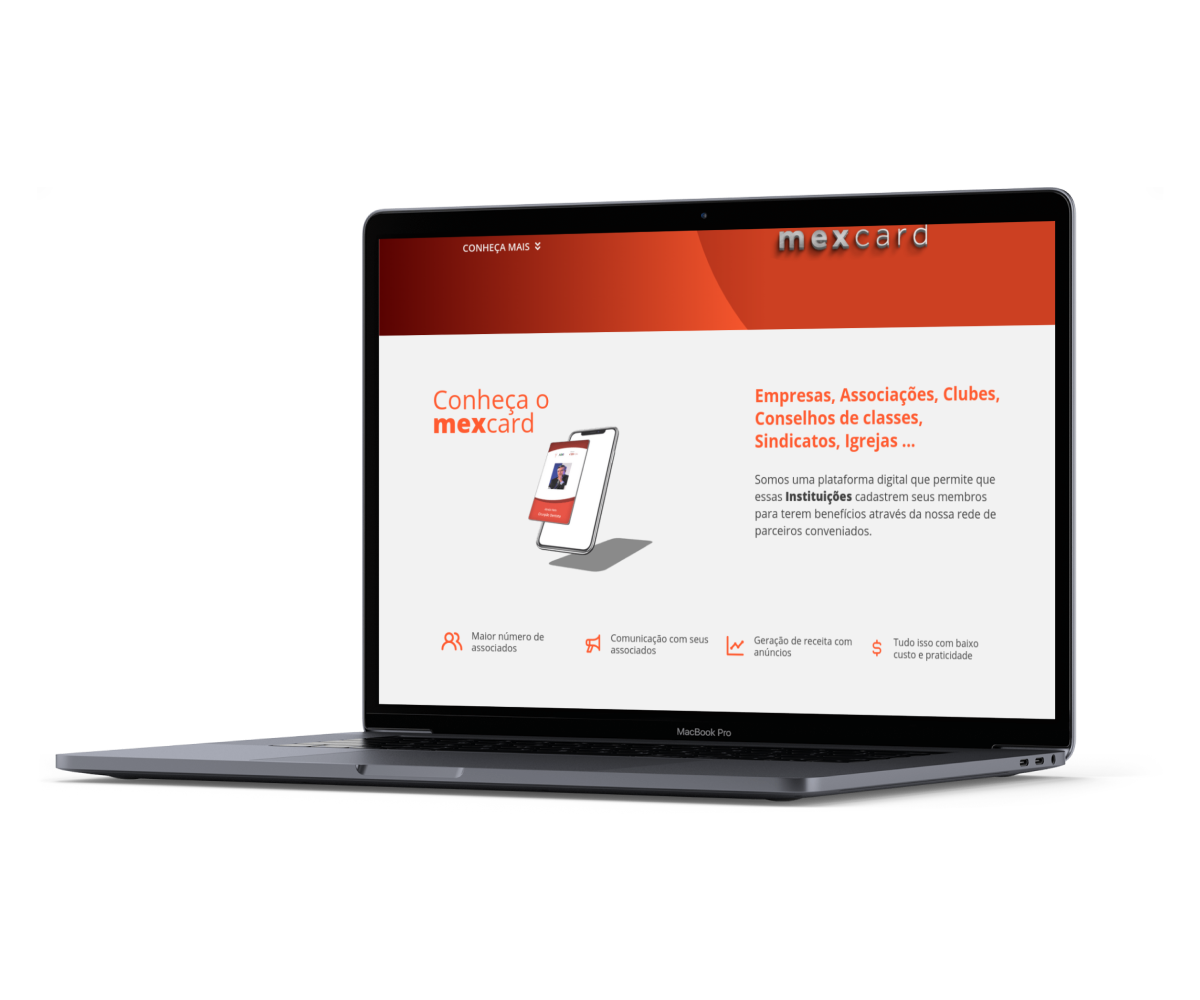 CONHEÇA MAIS
mexcard
Conheça o
mexcard
Empresas, Associações, Clubes,
Conselhos de classes,
Sindicatos, Igrejas ...
Somos uma plataforma digital que permite que
essas Instituições cadastrem seus membros
para terem benefícios através da nossa rede de
parceiros conveniados.
Maior número de
associados
Comunicação com seus
associados
Geração de receita com
anúncios
Tudo isso com baixo
custo e praticidade
MacBook Pro